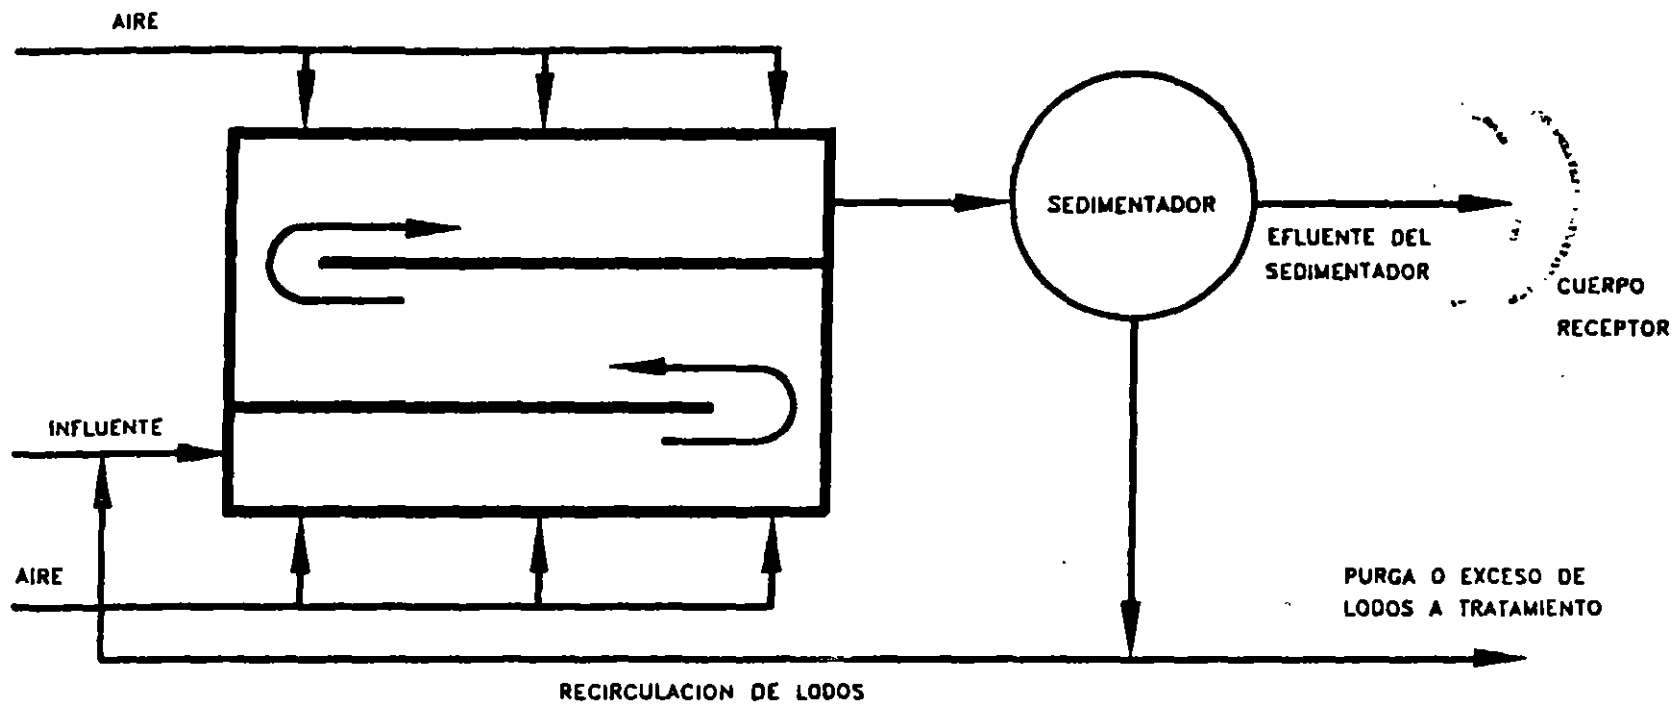 AIRE
SEDIMENTADOR
EFLUENTE DEL
SEDIMENTADOR
CUERPO
RECEPTOR
INFLUENTE
AIRE
PURGA O EXCESO DE
LODOS A TRATAMIENTO
RECIRCULACION DE LODOS